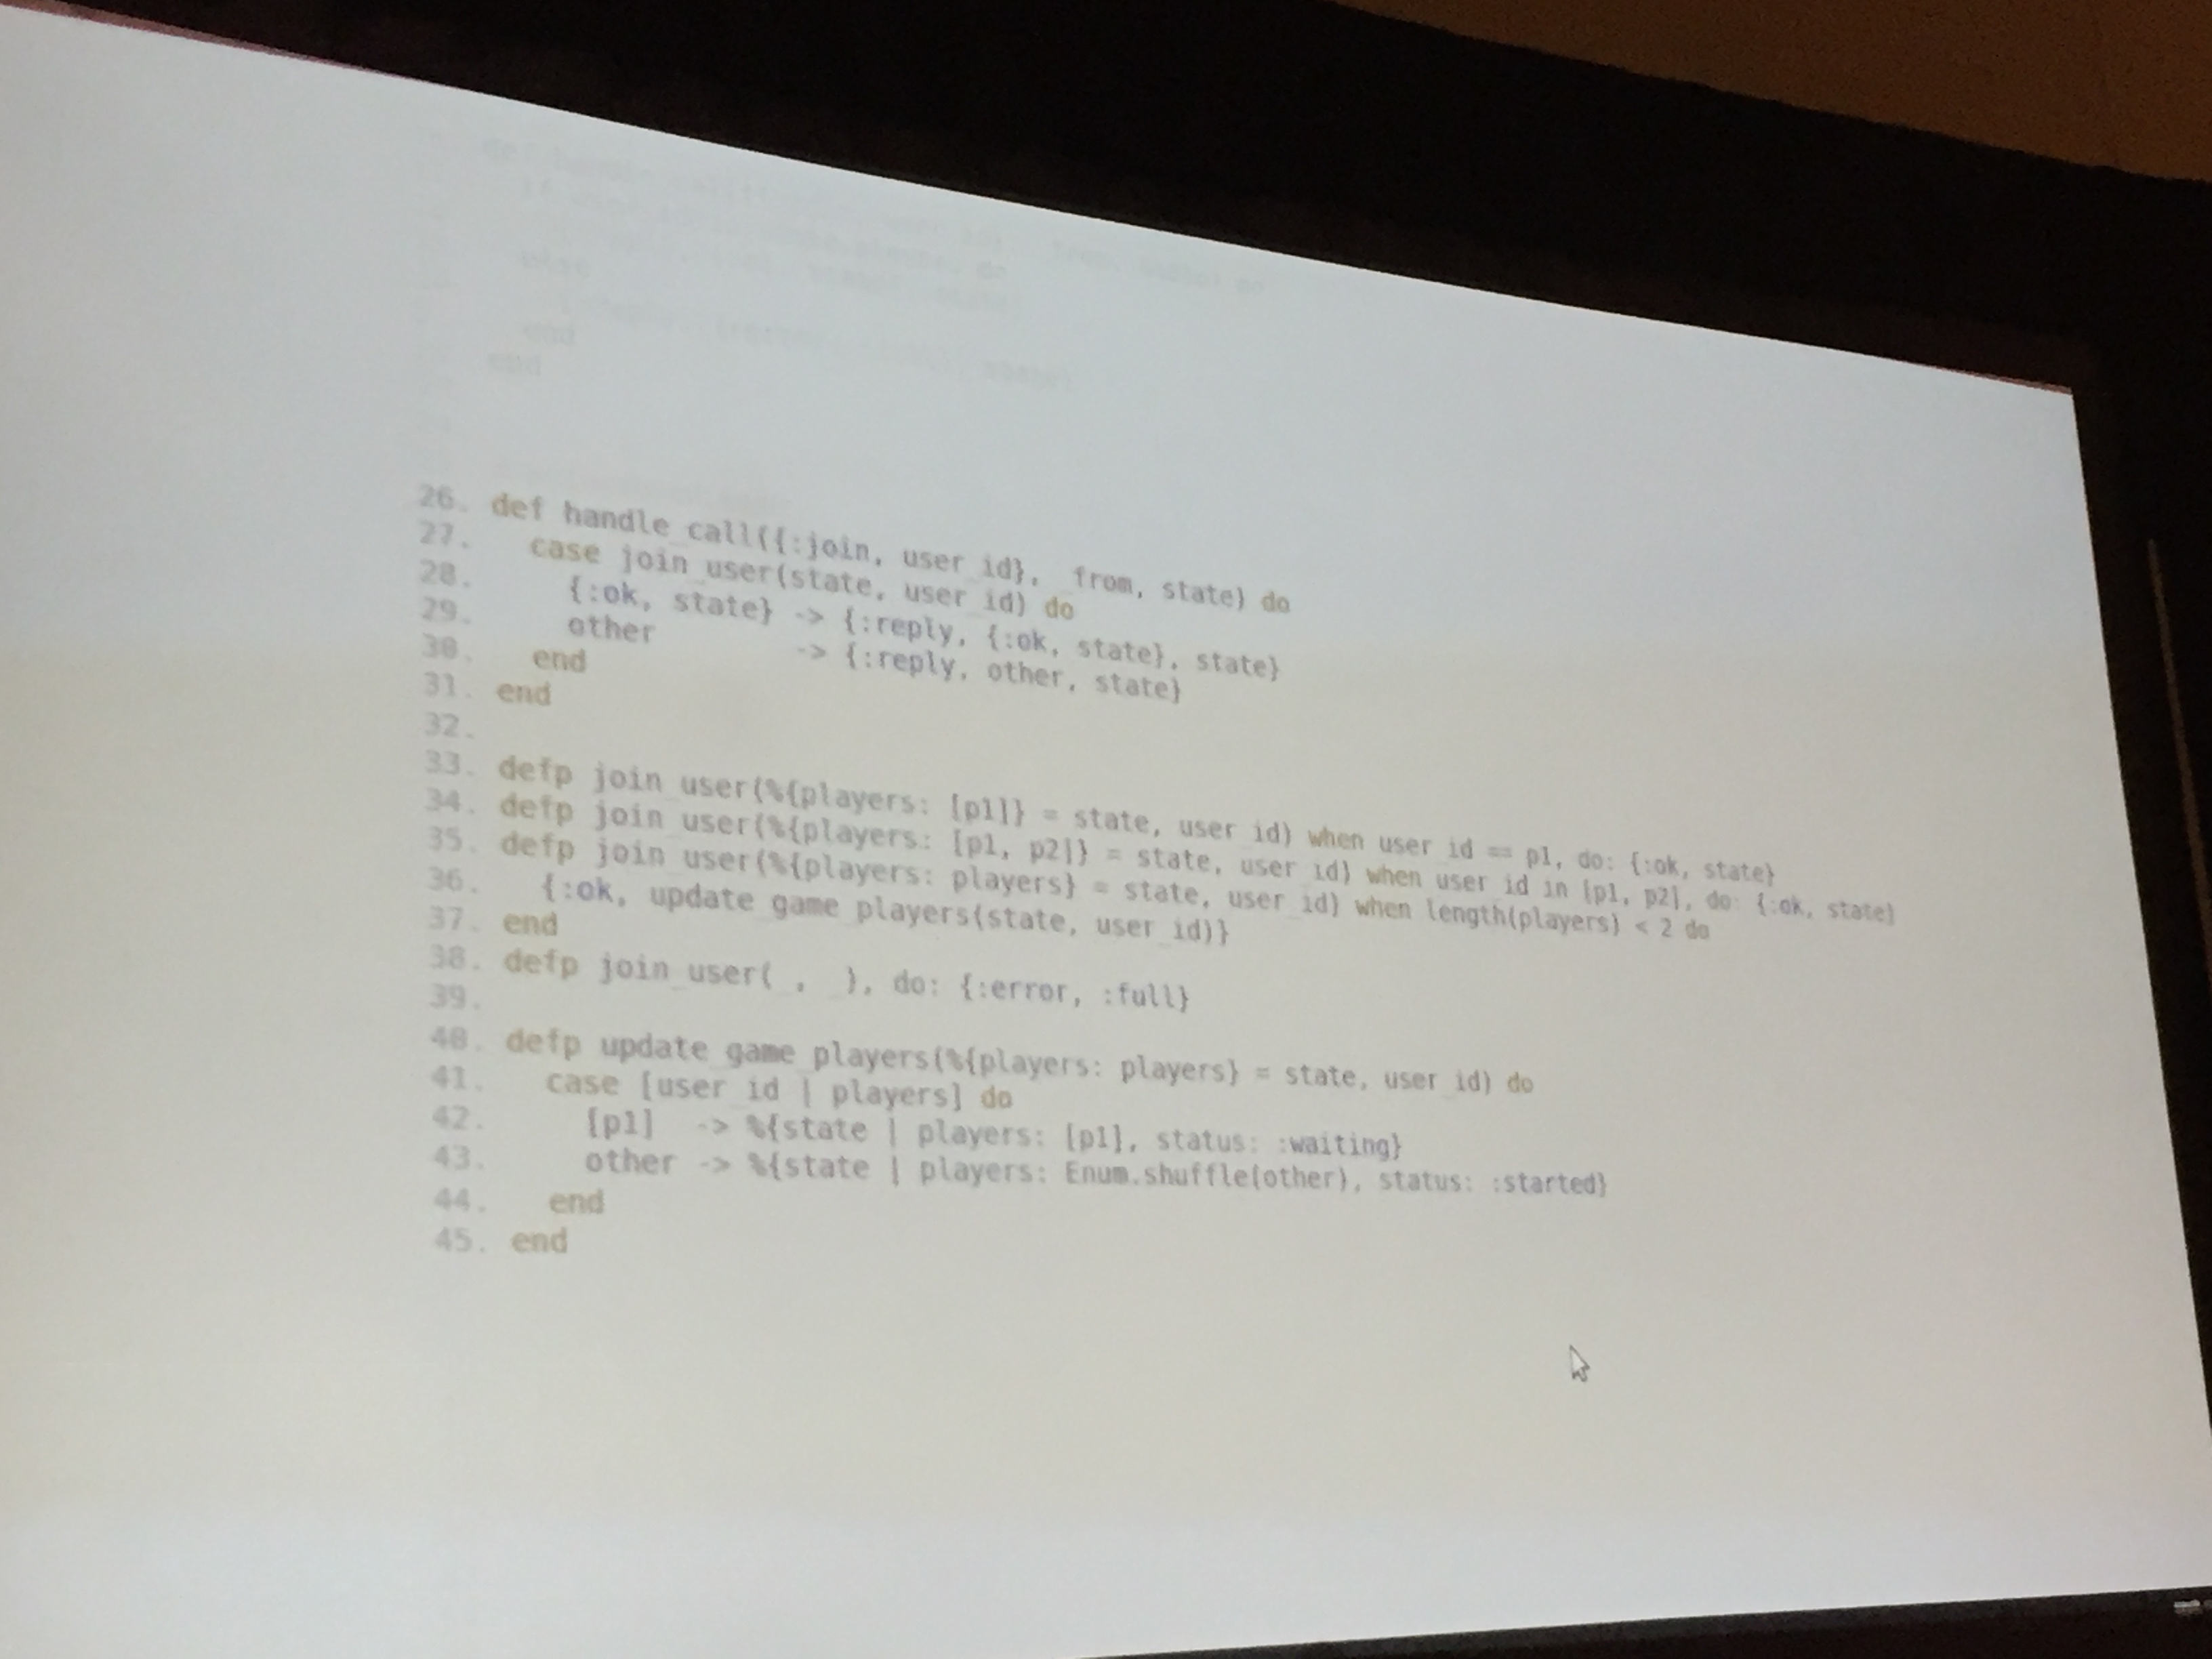 26. def handle_call({:join, user_id}, _from, state) do
27. case join_user(state, user_id) do
28. {:ok, state} -> {:reply, {:ok, state}, state}
29. other -> {:reply, other, state}
30. end
31. end
32.
33. defp join_user(%{players: [p1]} = state, user_id) when user_id == p1, do: {:ok, state}
34. defp join_user(%{players: [p1, p2]} = state, user_id) when user_id in [p1, p2], do: {:ok, state}
35. defp join_user(%{players: players} = state, user_id) when length(players) < 2 do
36. {:ok, update_game_players(state, user_id)}
37. end
38. defp join_user(_, _), do: {:error, :full}
39.
40. defp update_game_players(%{players: players} = state, user_id) do
41. case [user_id | players] do
42. [p1] -> %{state | players: [p1], status: :waiting}
43. other -> %{state | players: Enum.shuffle(other), status: :started}
44. end
45. end